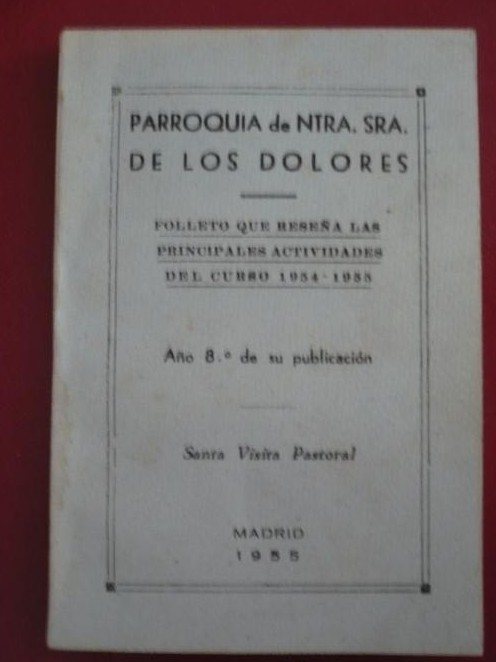 PARROQUIA de NTRA. SRA.
DE LOS DOLORES
FOLLETO QUE RESEÑA LAS
PRINCIPALES ACTIVIDADES
DEL CURSO 1954-1955
Año 8.º de su publicación
Santa Visita Pastoral
MADRID
1955